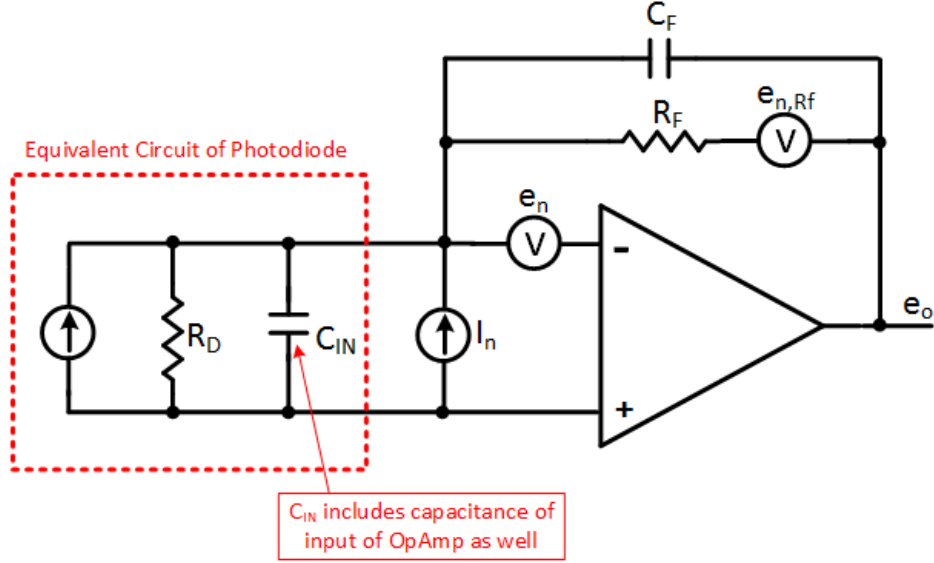 C_F
e_n,Rf
R_F
V
Equivalent Circuit of Photodiode
e_n
V
-
R_D
C_IN
I_n
e_o
+
C_IN includes capacitance of
input of OpAmp as well